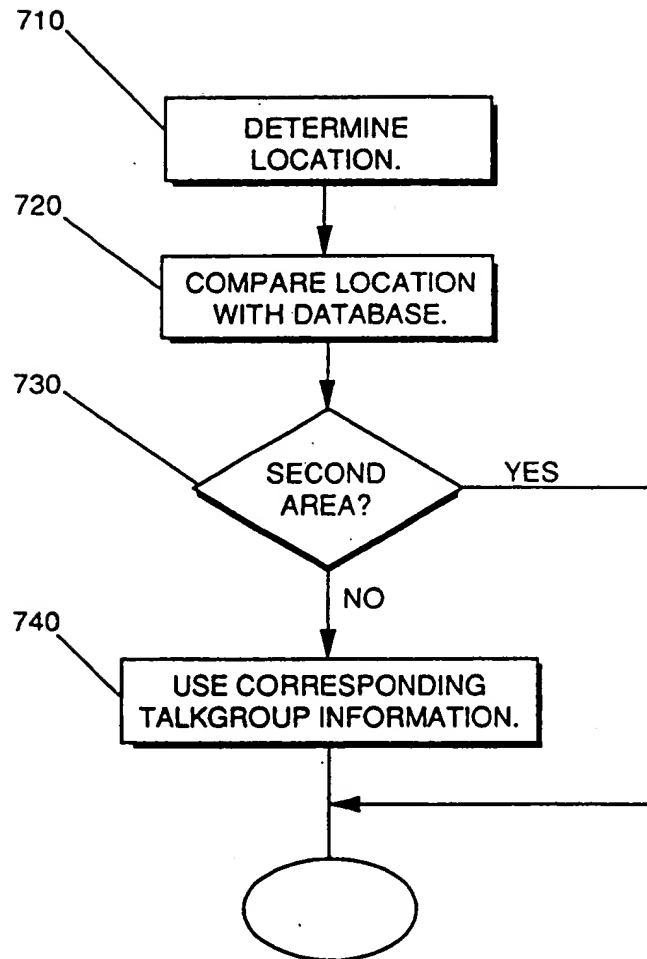 710
DETERMINE
LOCATION.
720
COMPARE LOCATION
WITH DATABASE.
730
SECOND
AREA?
YES
NO
740
USE CORRESPONDING
TALKGROUP INFORMATION.